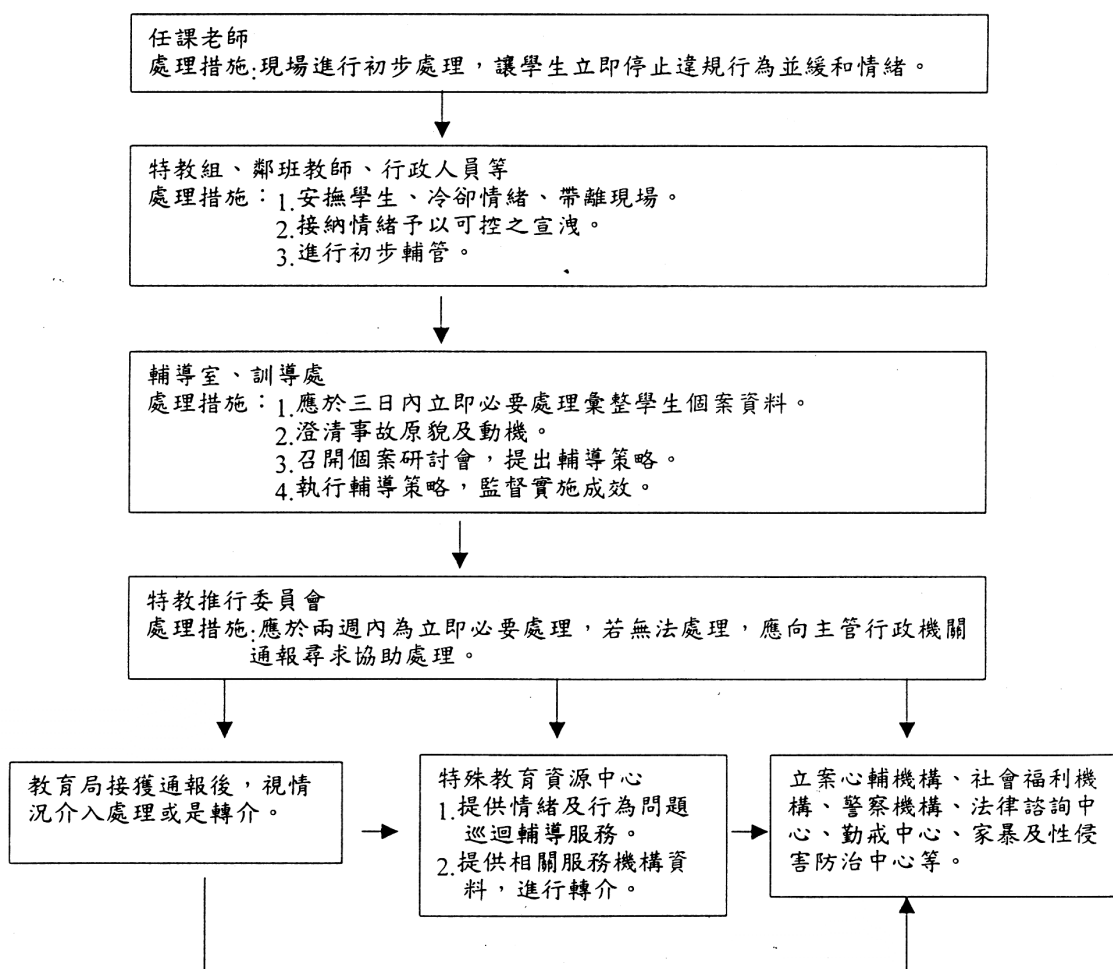 任課老師
處理措施:現場進行初步處理，讓學生立即停止違規行為並緩和情緒。
特教組、鄰班教師、行政人員等
處理措施：1.安撫學生、冷卻情緒、帶離現場。
2.接納情緒予以可控之宣洩。
3.進行初步輔管。
輔導室、訓導處
處理措施：1.應於三日內立即必要處理彙整學生個案資料。
2.澄清事故原貌及動機。
3.召開個案研討會，提出輔導策略。
4.執行輔導策略，監督實施成效。
特教推行委員會
處理措施:應於兩週內為立即必要處理，若無法處理，應向主管行政機關
通報尋求協助處理。
教育局接獲通報後，視情
況介入處理或是轉介。
特殊教育資源中心
1.提供情緒及行為問題
巡迴輔導服務。
2.提供相關服務機構資
料，進行轉介。
立案心輔機構、社會福利機
構、警察機構、法律諮詢中
心、勤戒中心、家暴及性侵
害防治中心等。